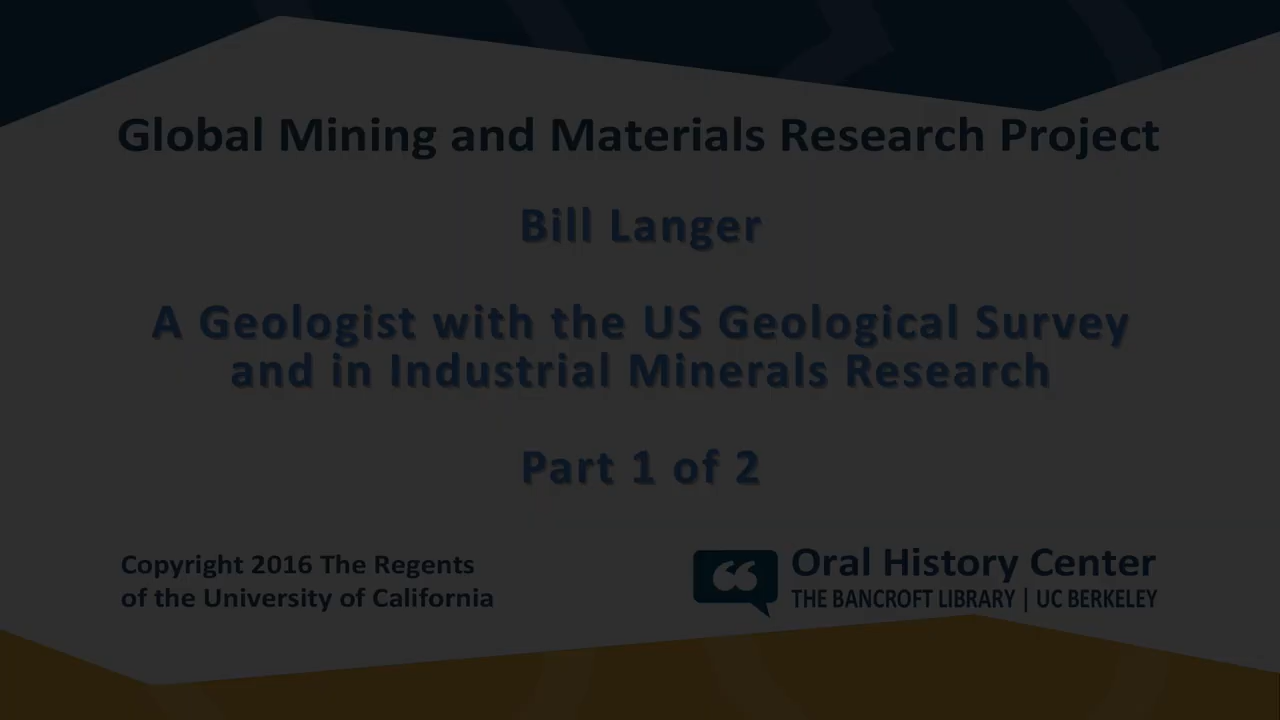 Global Mining and Materials Research Project
Bill Langer
A Geologist with the US Geological Survey
and in Industrial Minerals Research
Part 1 of 2
Copyright 2016 The Regents
of the University of California
Oral History Center
THE BANCROFT LIBRARY | UC BERKELEY